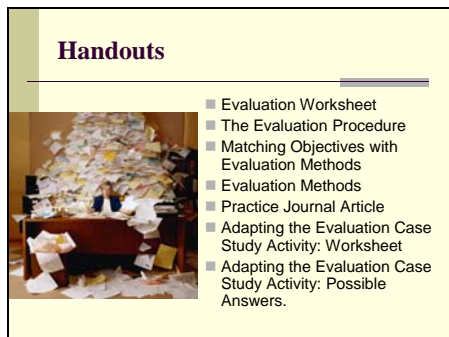 Handouts
Evaluation Worksheet
The Evaluation Procedure
Matching Objectives with
Evaluation Methods
Evaluation Methods
Practice Journal Article
Adapting the Evaluation Case
Study Activity: Worksheet
Adapting the Evaluation Case
Study Activity: Possible
Answers.